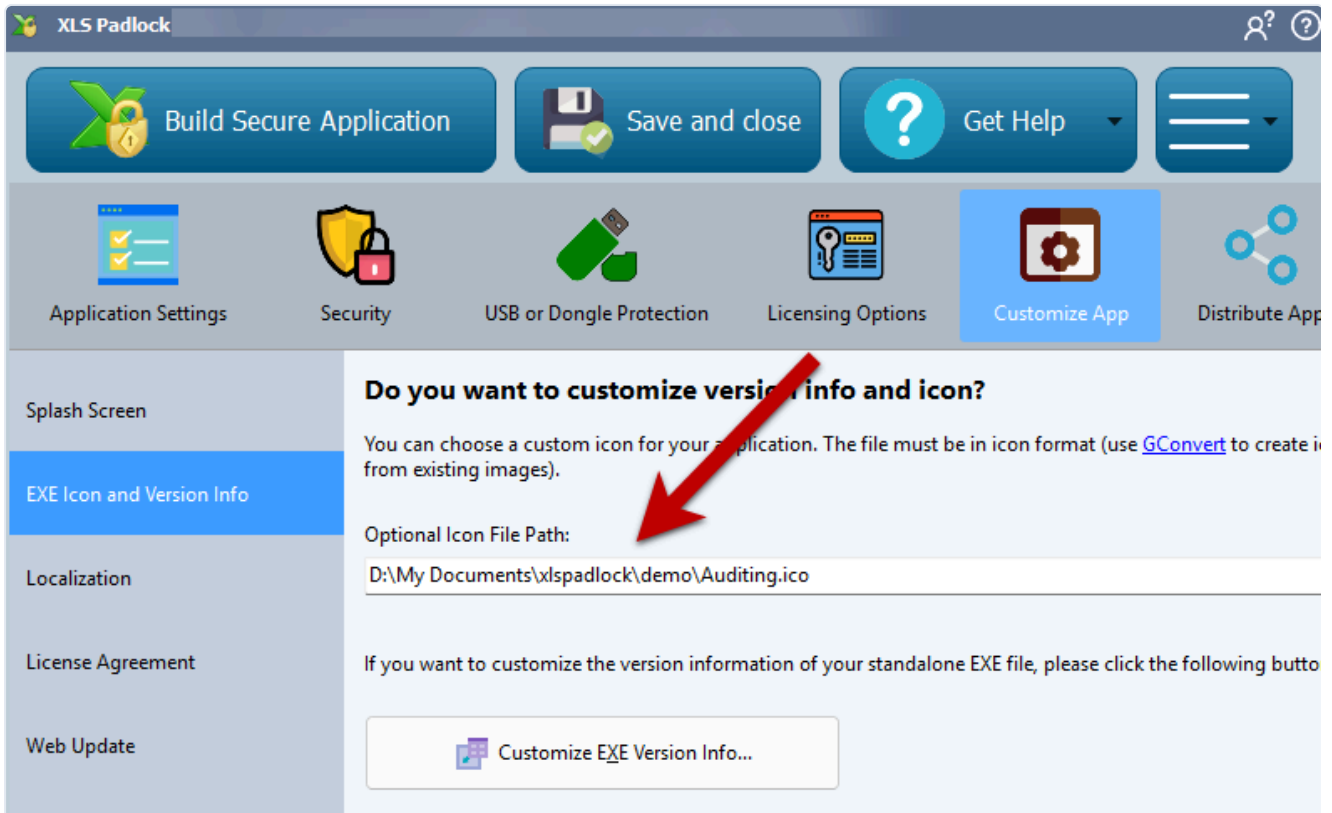 XLS Padlock
Build Secure Application
Save and close
Get Help
Application Settings
Security
USB or Dongle Protection
Licensing Options
Customize App
Distribute App
Splash Screen
EXE Icon and Version Info
Localization
License Agreement
Web Update
Do you want to customize version info and icon?
You can choose a custom icon for your application. The file must be in icon format (use GConvert to create
from existing images).
Optional Icon File Path:
D:\My Documents\xlspadlock\demo\Auditing.ico
If you want to customize the version information of your standalone EXE file, please click the following
Customize EXE Version Info...